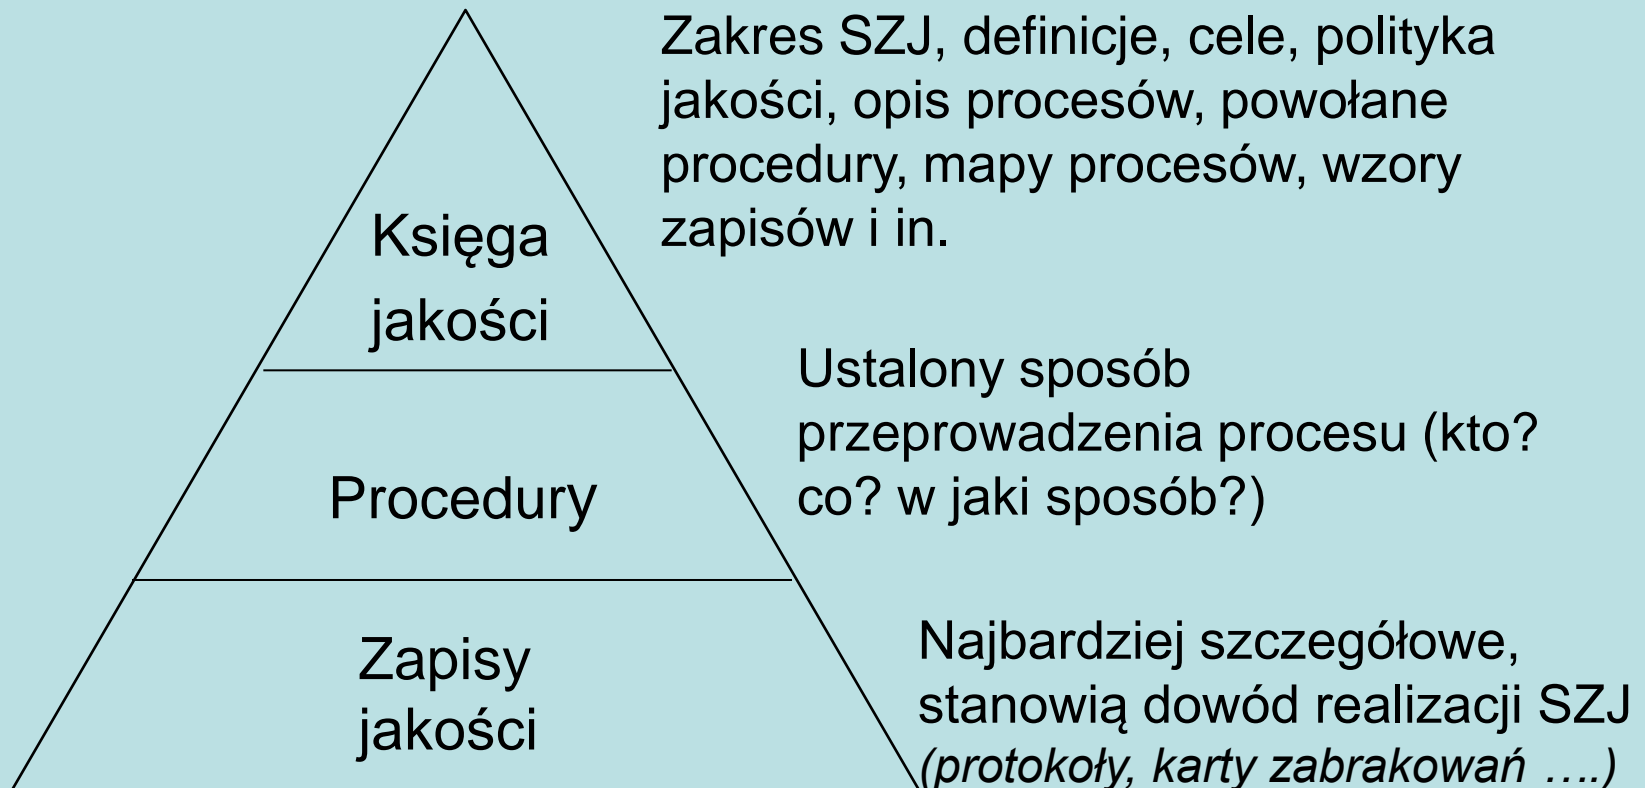 Zakres SZJ, definicje, cele, polityka
jakości, opis procesów, powołane
procedury, mapy procesów, wzory
zapisów i in.
Księga
jakości
Ustalony sposób
przeprowadzenia procesu (kto?
co? w jaki sposób?)
Procedury
Najbardziej szczegółowe,
stanowią dowód realizacji SZJ
(protokoły, karty zabrakowań ….)
Zapisy
jakości